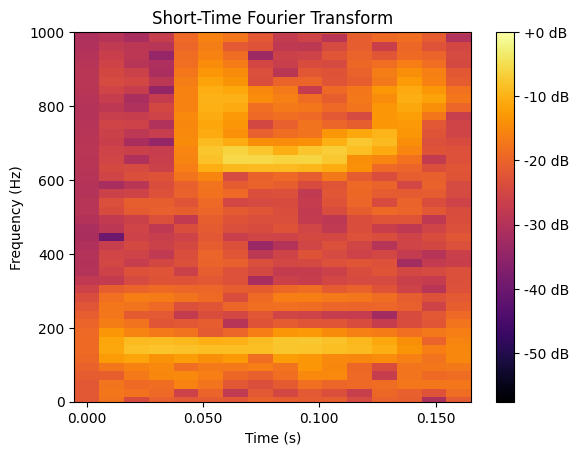 Short-Time Fourier Transform
1000
800
600
400
200
0
Frequency (Hz)
0.000
0.050
0.100
0.150
Time (s)
+0 dB
-10 dB
-20 dB
-30 dB
-40 dB
-50 dB